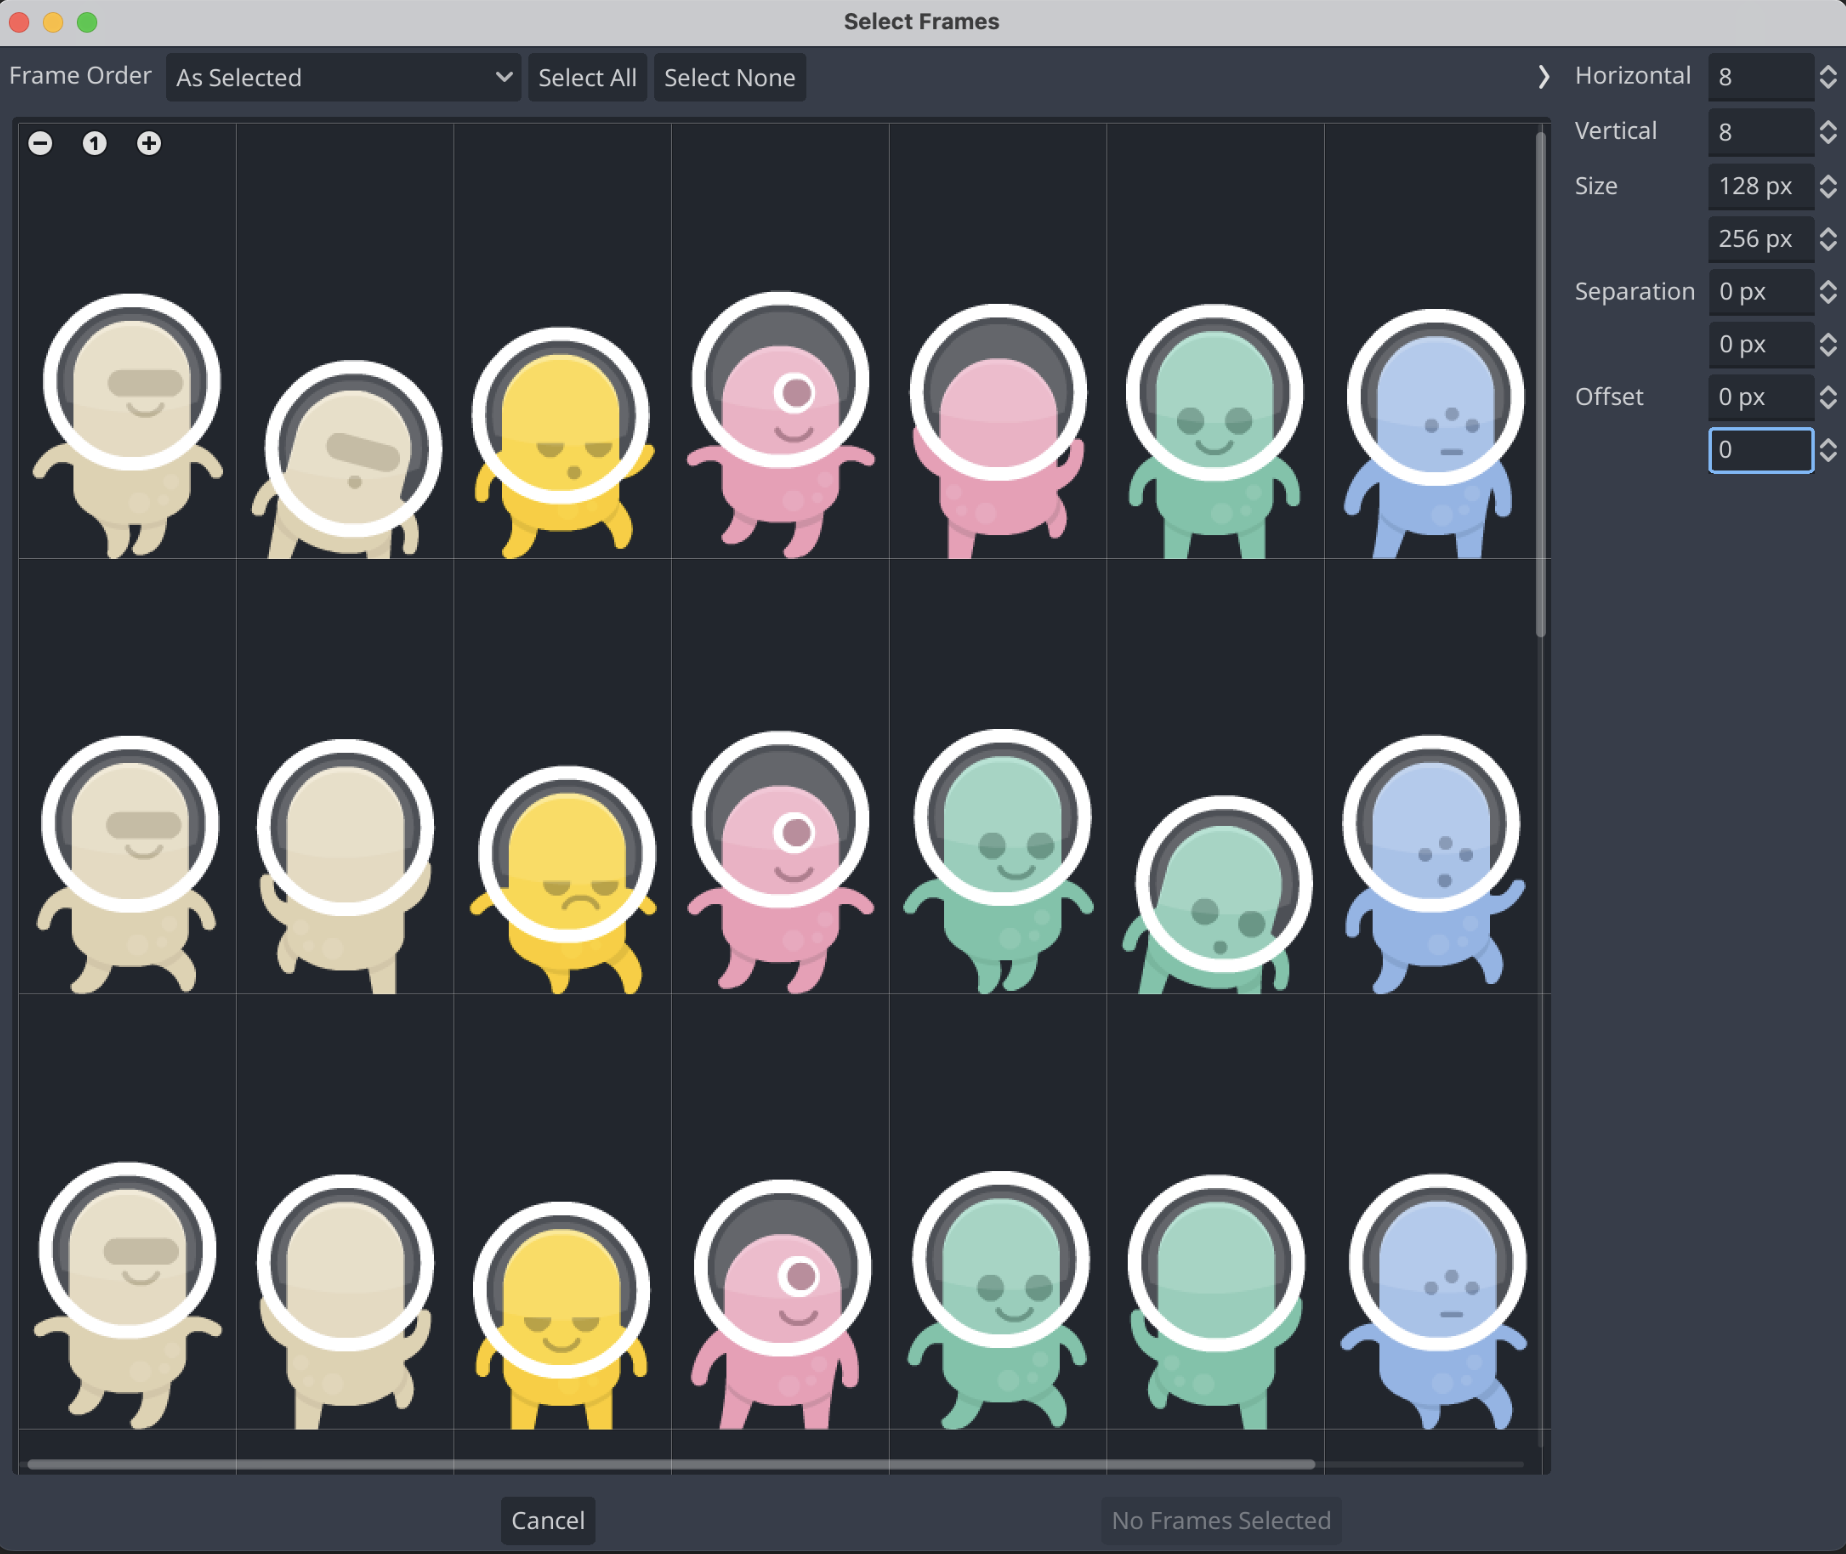 Select Frames
Frame Order As Selected Select All Select None
1
Horizontal 8
Vertical 8
Size 128 px
256 px
Separation 0 px
0 px
Offset 0 px
0
Cancel No Frames Selected